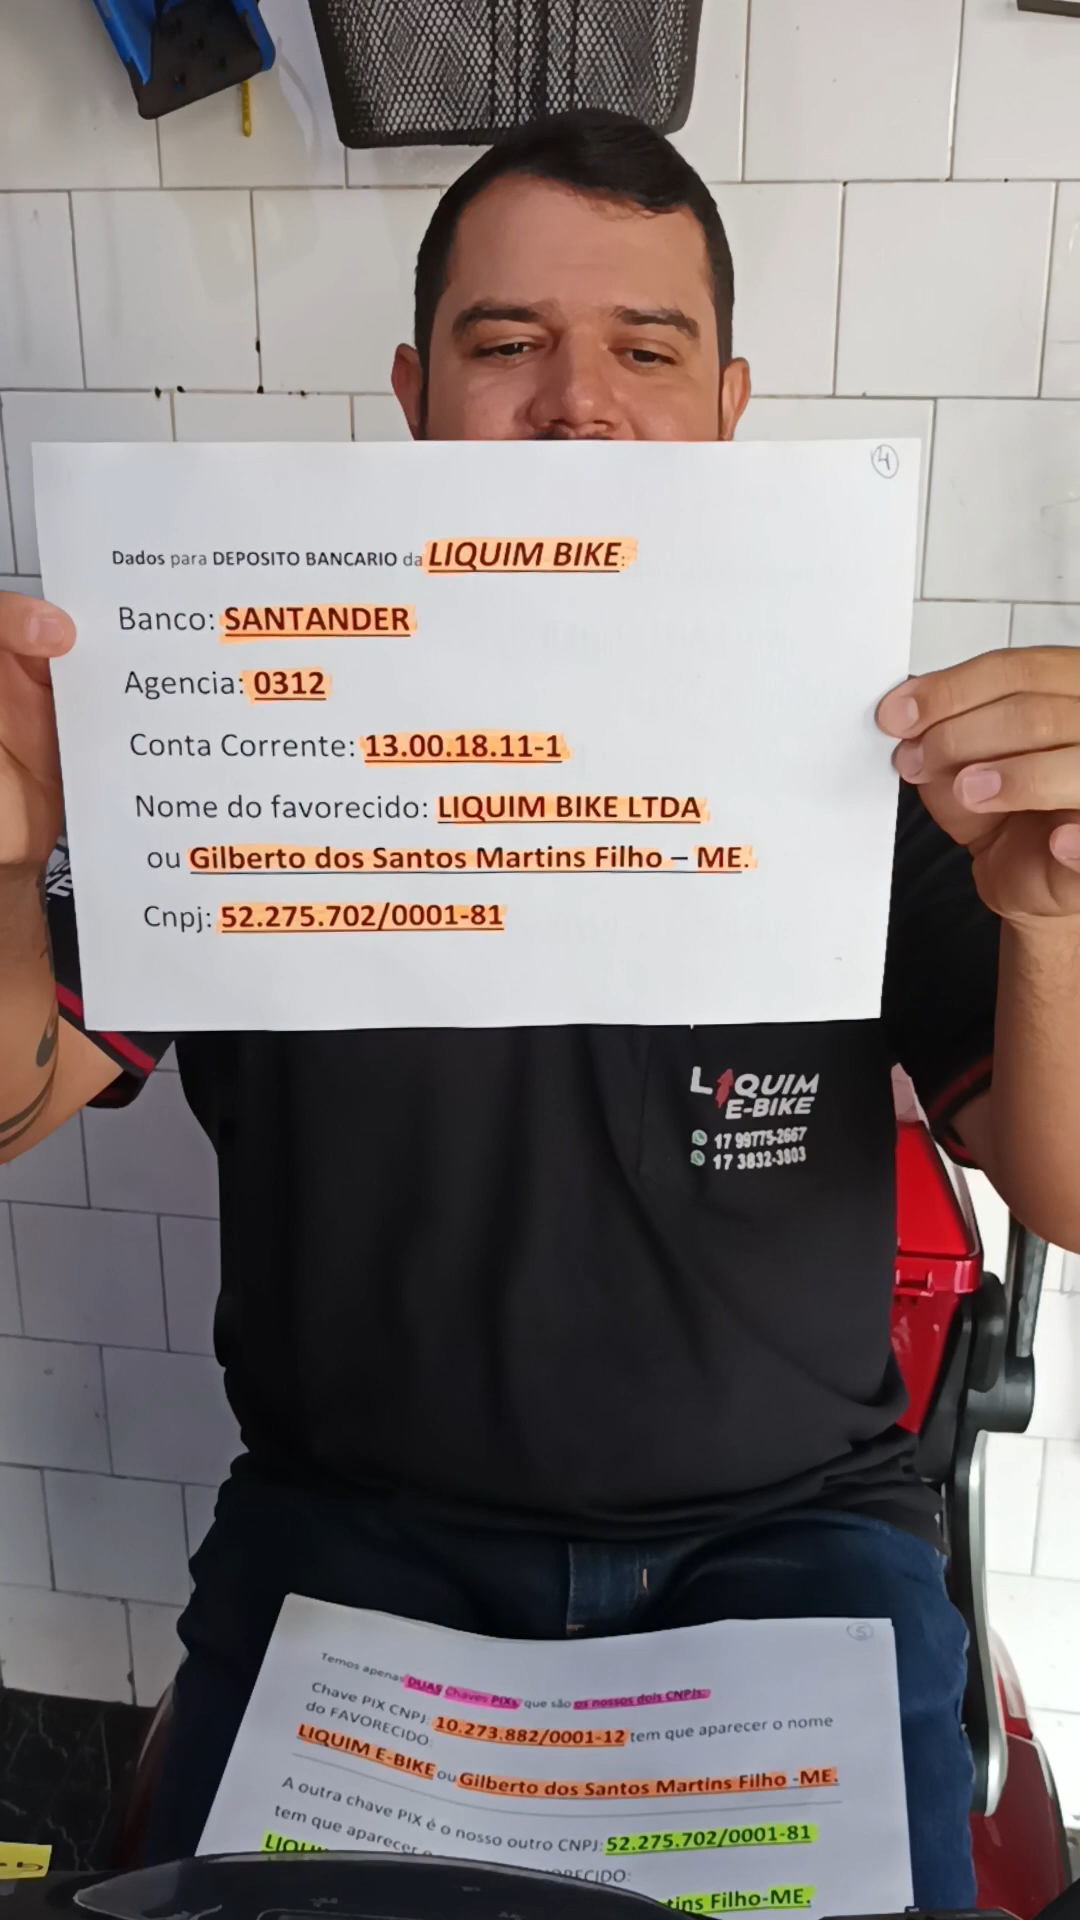 4
Dados para DEPOSITO BANCARIO da LIQUIM BIKE:
Banco: SANTANDER
Agencia: 0312
Conta Corrente: 13.00.18.11-1
Nome do favorecido: LIQUIM BIKE LTDA
ou Gilberto dos Santos Martins Filho – ME.
Cnpj: 52.275.702/0001-81
LIQUIM
E-BIKE
17 99775-2667
17 3832-3803
5
Temos apenas DUAS Chaves PIXs, que são os nossos dois CNPJs:
Chave PIX CNPJ: 10.273.882/0001-12 tem que aparecer o nome
do FAVORECIDO:
LIQUIM E-BIKE ou Gilberto dos Santos Martins Filho -ME.
A outra chave PIX é o nosso outro CNPJ: 52.275.702/0001-81
tem que aparecer o
Filho-ME.